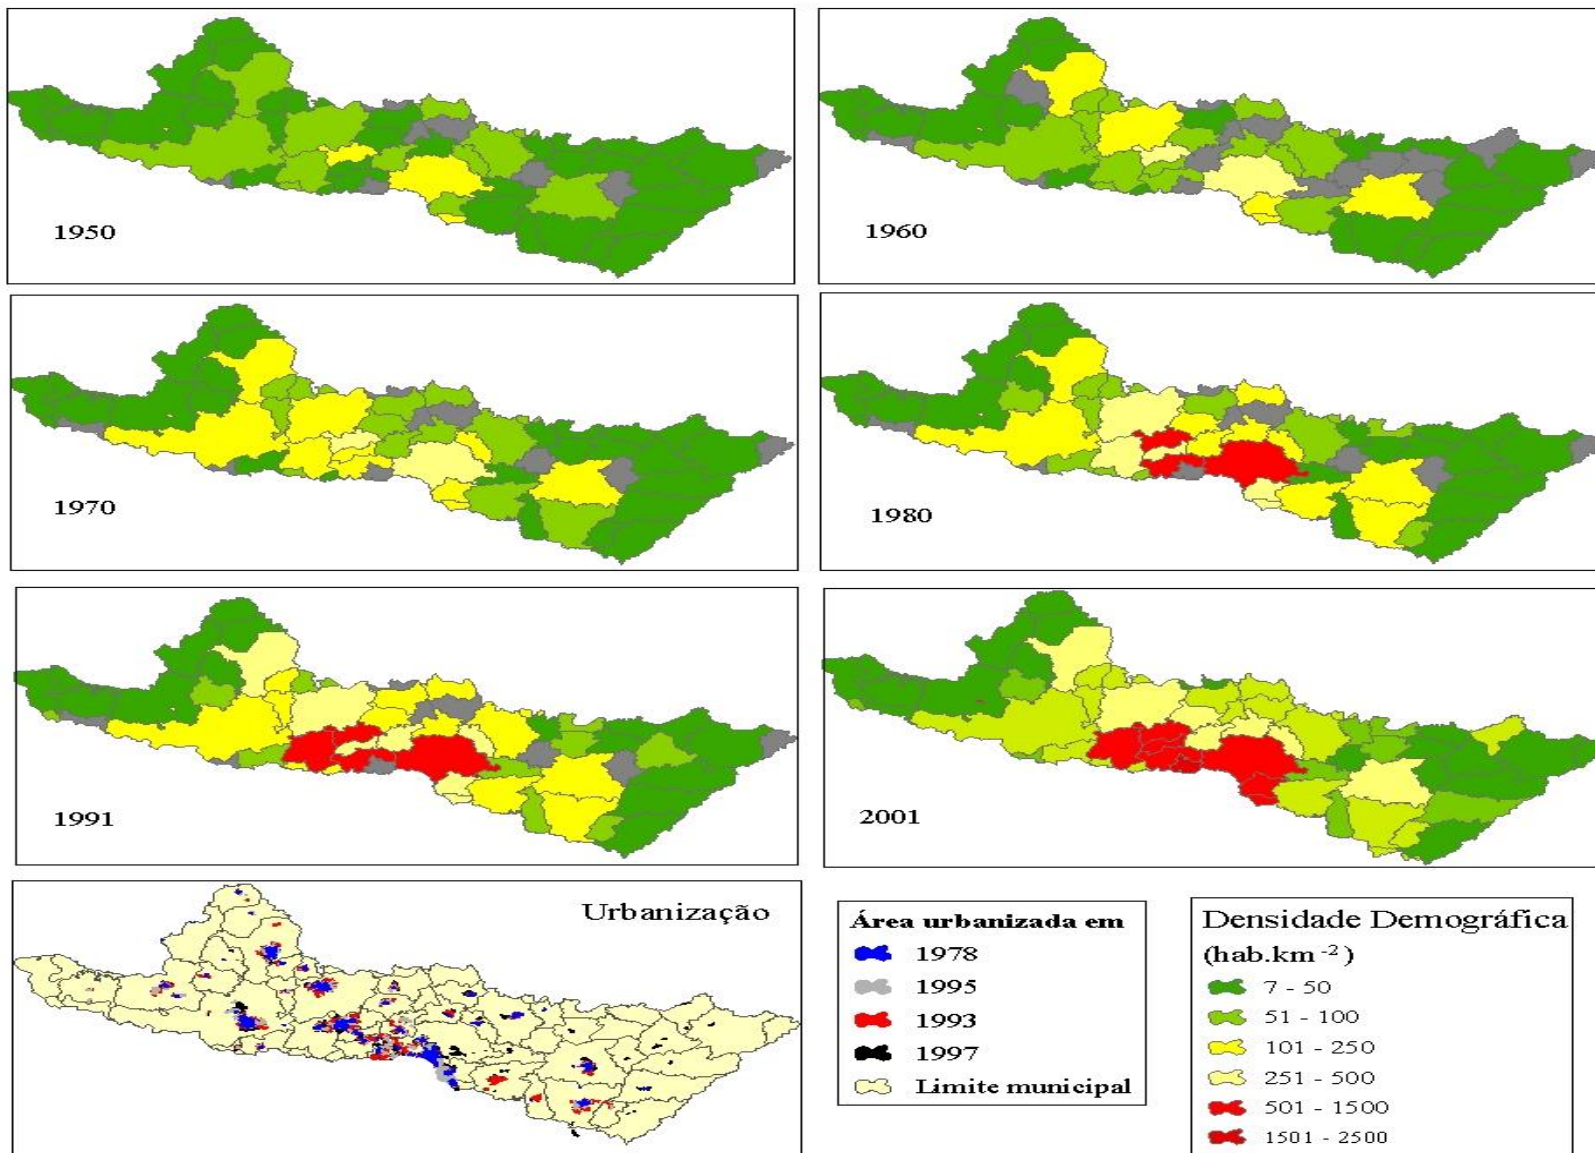 1950
1960
1970
1980
1991
2001
Urbanização
Área urbanizada em
1978
1995
1993
1997
Limite municipal
Densidade Demográfica
(hab.km -2 )
7 - 50
51 - 100
101 - 250
251 - 500
501 - 1500
1501 - 2500